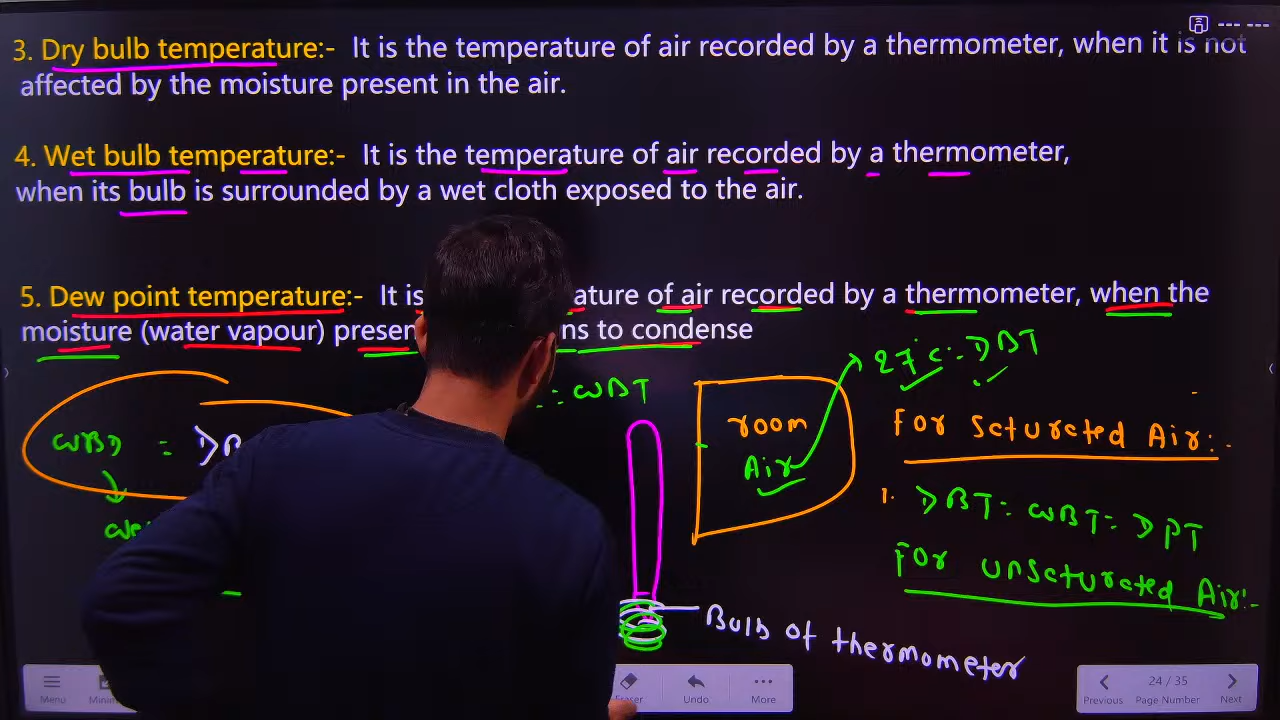 3. Dry bulb temperature:- It is the temperature of air recorded by a thermometer, when it is not
affected by the moisture present in the air.
4. Wet bulb temperature:- It is the temperature of air recorded by a thermometer,
when its bulb is surrounded by a wet cloth exposed to the air.
5. Dew point temperature:- It is ature of air recorded by a thermometer, when the
moisture (water vapour) presen ns to condense
27°C = DBT
= WBT
room
Air
For Saturated Air:-
WBD = DB
1. DBT = WBT = DPT
For unsaturated Air:-
Bulb of thermometer
Menu
Minim
Eraser
Undo
More
Previous
24 / 35
Page Number
Next